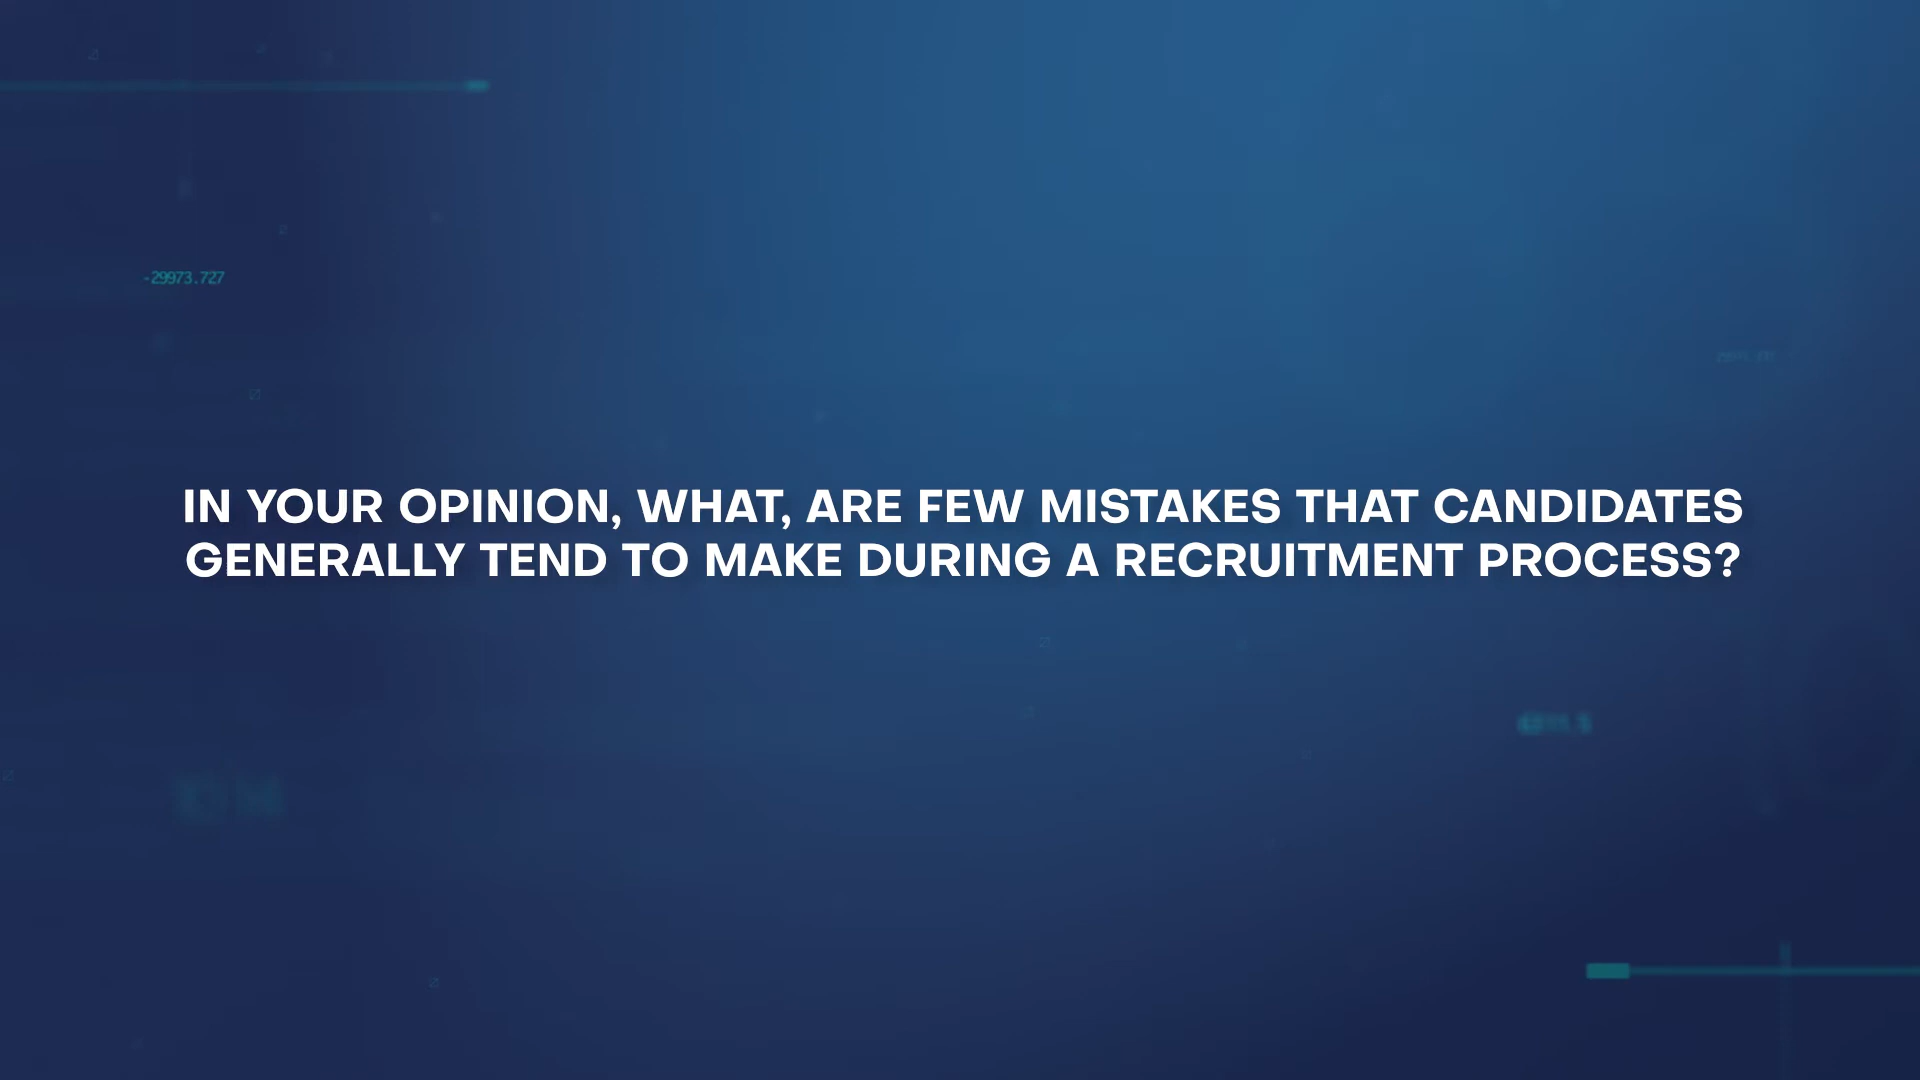 -29973.727
IN YOUR OPINION, WHAT, ARE FEW MISTAKES THAT CANDIDATES
GENERALLY TEND TO MAKE DURING A RECRUITMENT PROCESS?